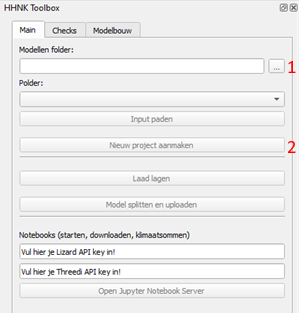 HHNK Toolbox
Main Checks Modelbouw
Modellen folder:
... 1
Polder:
Input paden
Nieuw project aanmaken 2
Laad lagen
Model splitten en uploaden
Notebooks (starten, downloaden, klimaatsommen)
Vul hier je Lizard API key in!
Vul hier je Threedi API key in!
Open Jupyter Notebook Server